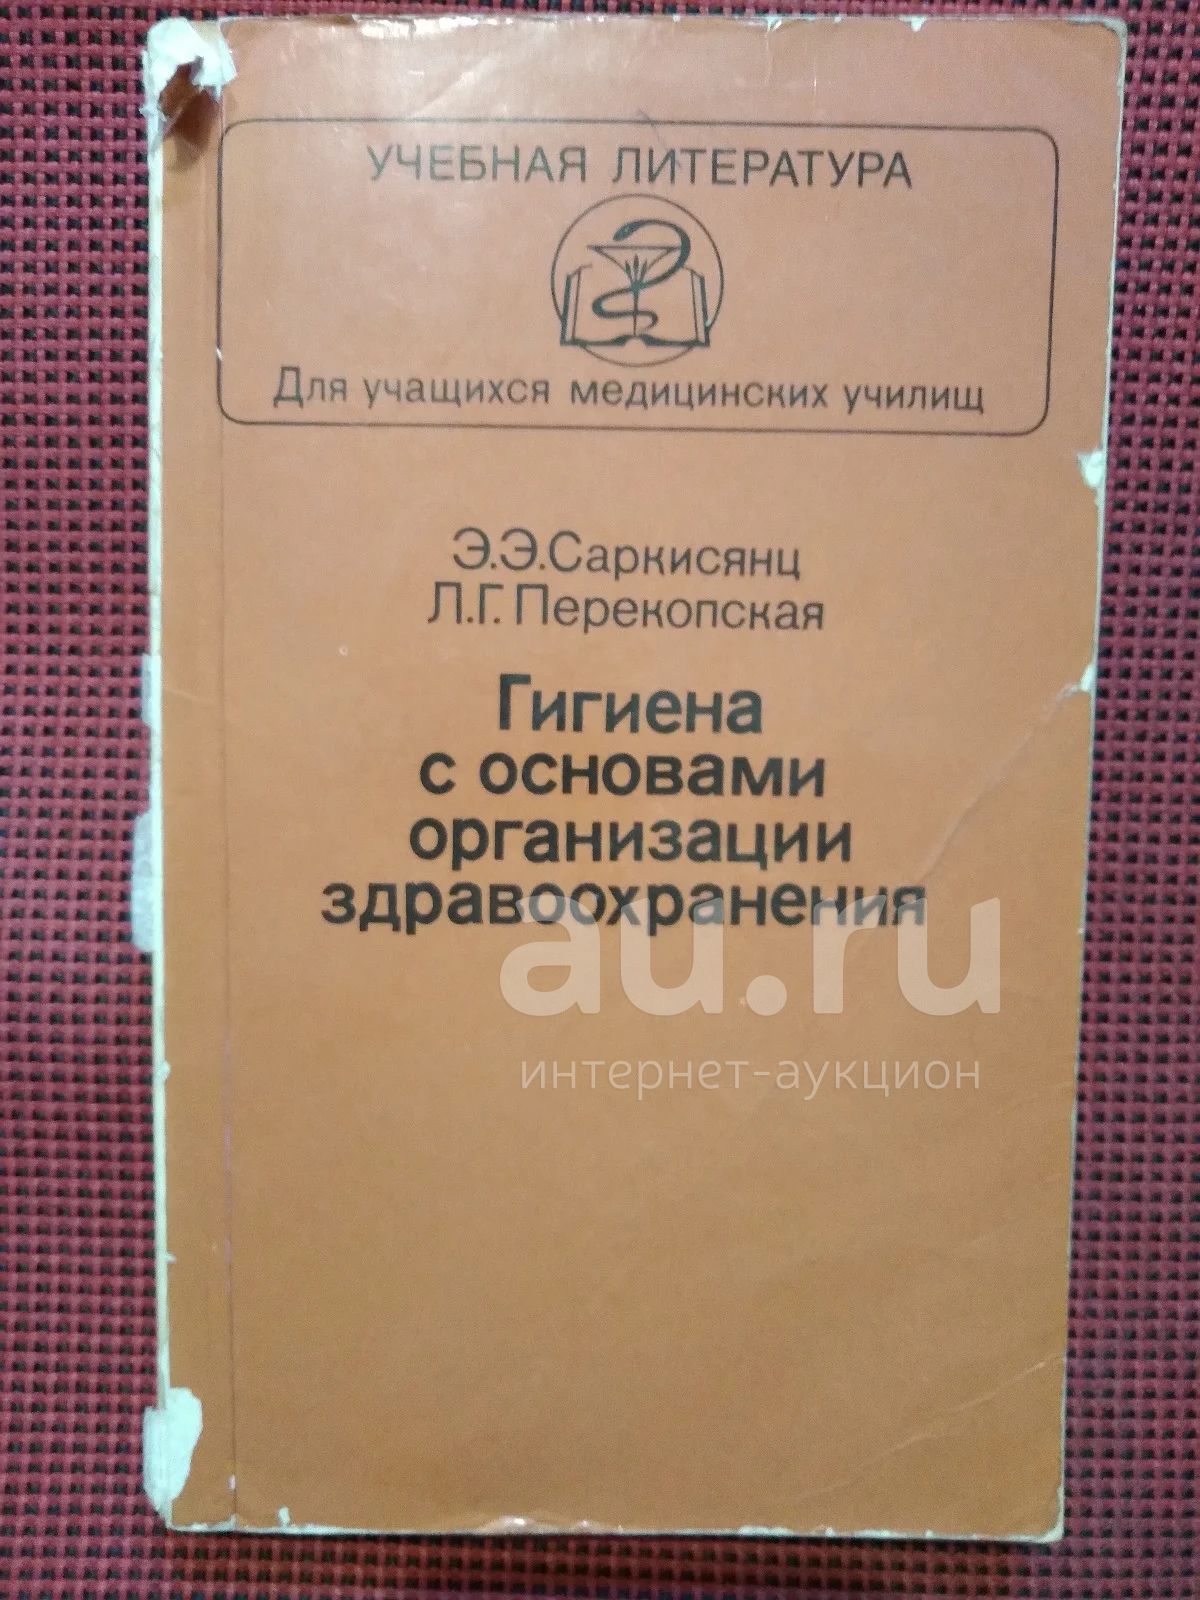 УЧЕБНАЯ ЛИТЕРАТУРА
Для учащихся медицинских училищ
Э.Э.Саркисянц
Л.Г.Перекопская
Гигиена
с основами
организации
здравоохранения
au.ru
интернет-аукцион